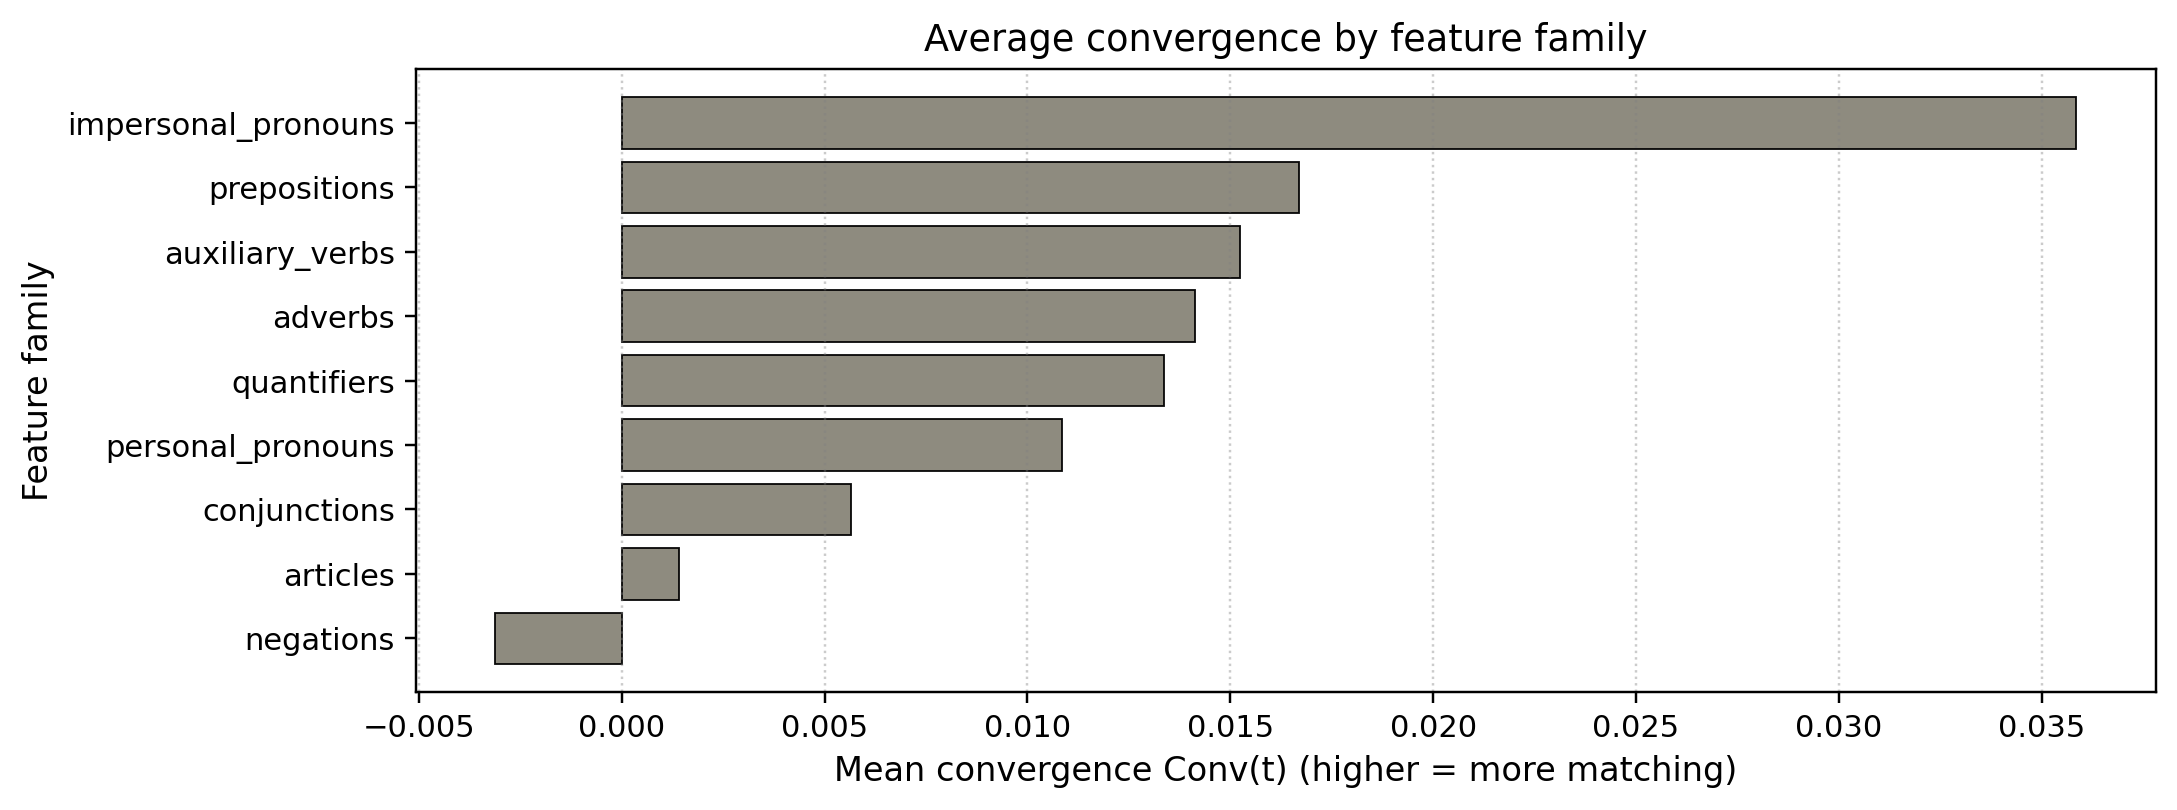 Average convergence by feature family
Feature family
impersonal_pronouns
prepositions
auxiliary_verbs
adverbs
quantifiers
personal_pronouns
conjunctions
articles
negations
−0.005 0.000 0.005 0.010 0.015 0.020 0.025 0.030 0.035
Mean convergence Conv(t) (higher = more matching)